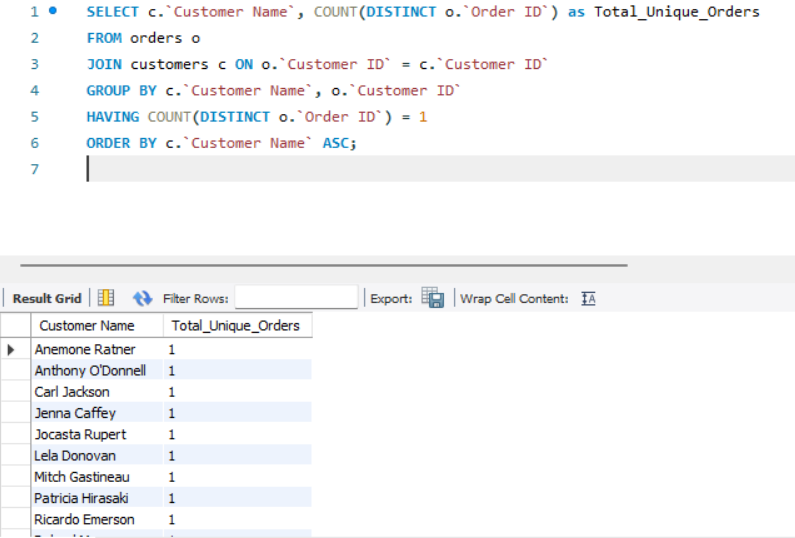 1 SELECT c.`Customer Name`, COUNT(DISTINCT o.`Order ID`) as Total_Unique_Orders
2 FROM orders o
3 JOIN customers c ON o.`Customer ID` = c.`Customer ID`
4 GROUP BY c.`Customer Name`, o.`Customer ID`
5 HAVING COUNT(DISTINCT o.`Order ID`) = 1
6 ORDER BY c.`Customer Name` ASC;
7
Result Grid Filter Rows: Export: Wrap Cell Content: IA
Customer Name Total_Unique_Orders
Anemone Ratner 1
Anthony O'Donnell 1
Carl Jackson 1
Jenna Caffey 1
Jocasta Rupert 1
Lela Donovan 1
Mitch Gastineau 1
Patricia Hirasaki 1
Ricardo Emerson 1